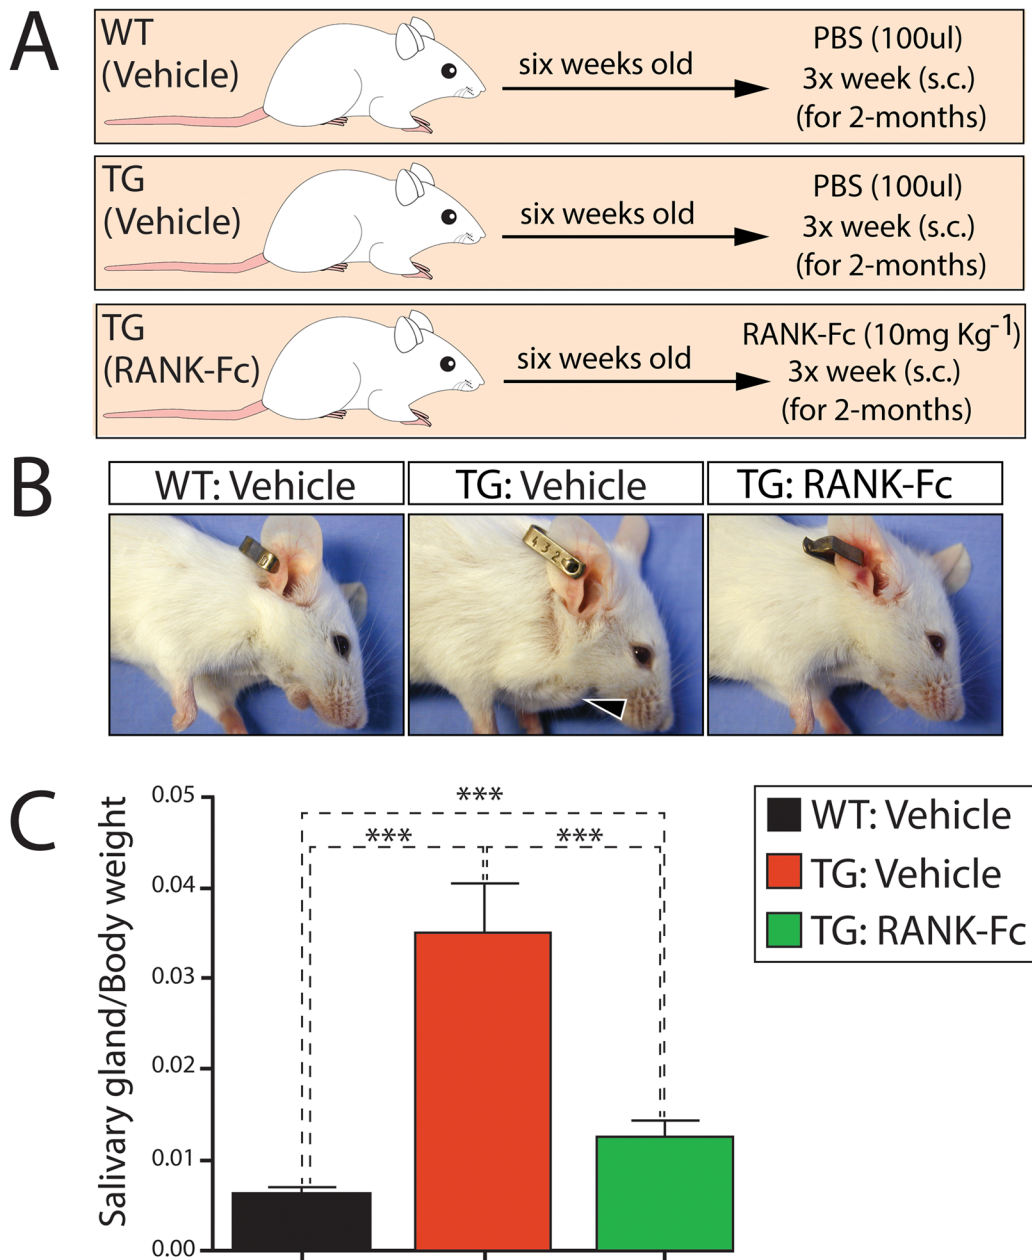 A
WT
(Vehicle)
six weeks old
PBS (100ul)
3x week (s.c.)
(for 2-months)
TG
(Vehicle)
six weeks old
PBS (100ul)
3x week (s.c.)
(for 2-months)
TG
(RANK-Fc)
six weeks old
RANK-Fc (10mg Kg⁻¹)
3x week (s.c.)
(for 2-months)
B
WT: Vehicle
TG: Vehicle
TG: RANK-Fc
432
C
Salivary gland/Body weight
0.05
0.04
0.03
0.02
0.01
0.00
***
***
***
WT: Vehicle
TG: Vehicle
TG: RANK-Fc